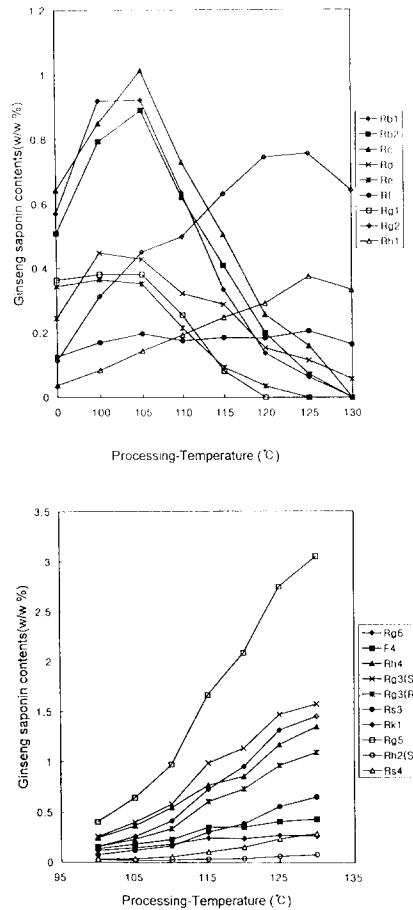 1.2
1
0.8
0.6
0.4
0.2
0
Ginseng saponin contents(w/w %)
0 100 105 110 115 120 125 130
Processing-Temperature (℃)
Rb1
Rb2
Rc
Rd
Re
Rf
Rg1
Rg2
Rh1
3.5
3
2.5
2
1.5
1
0.5
0
Ginseng saponin contents(w/w %)
95 105 115 125 135
Processing-Temperature (℃)
Rg6
F4
Rh4
Rg3(S
Rg3(R
Rs3
Rk1
Rg5
Rh2(S
Rs4